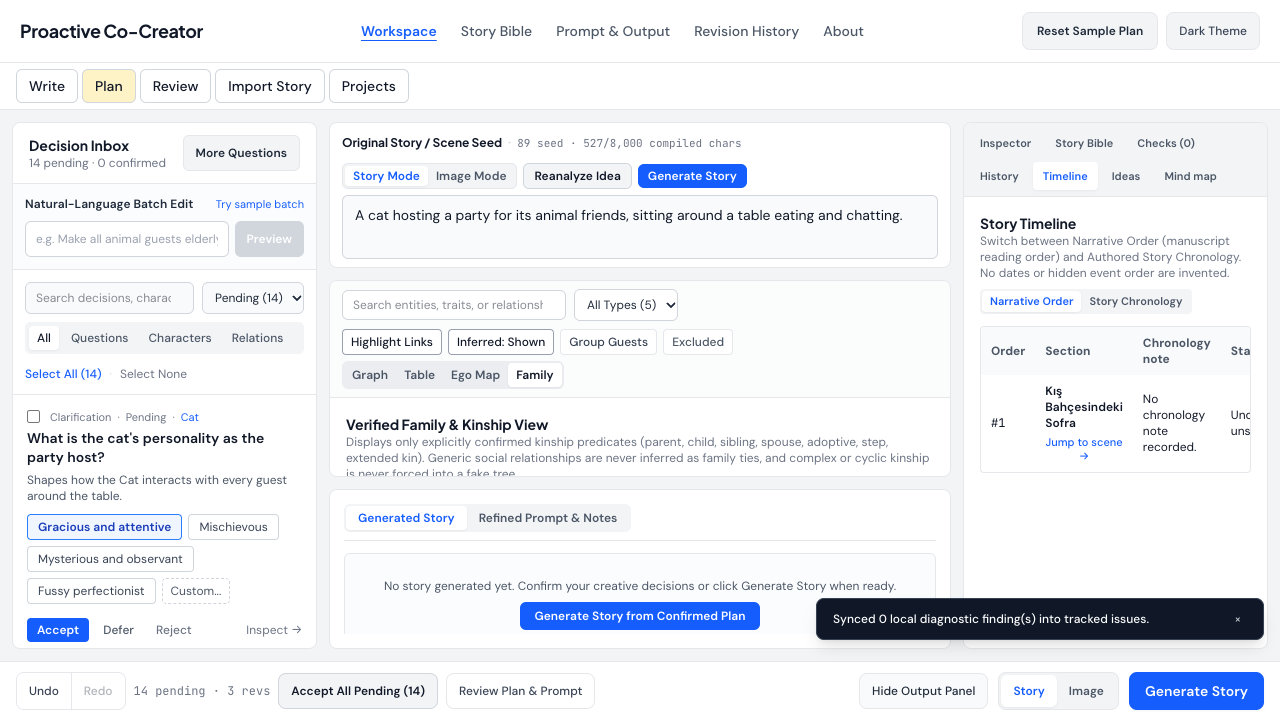 Proactive Co-Creator
Workspace
Story Bible
Prompt & Output
Revision History
About
Reset Sample Plan
Dark Theme
Write
Plan
Review
Import Story
Projects
Decision Inbox
14 pending · 0 confirmed
More Questions
Natural-Language Batch Edit
Try sample batch
e.g. Make all animal guests elderly
Preview
Search decisions, charac
Pending (14)
All
Questions
Characters
Relations
Select All (14) · Select None
Clarification · Pending · Cat
What is the cat's personality as the
party host?
Shapes how the Cat interacts with every guest
around the table.
Gracious and attentive
Mischievous
Mysterious and observant
Fussy perfectionist
Custom...
Accept
Defer
Reject
Inspect →
Original Story / Scene Seed · 89 seed · 527/8,000 compiled chars
Story Mode
Image Mode
Reanalyze Idea
Generate Story
A cat hosting a party for its animal friends, sitting around a table eating and chatting.
Search entities, traits, or relationsh
All Types (5)
Highlight Links
Inferred: Shown
Group Guests
Excluded
Graph
Table
Ego Map
Family
Verified Family & Kinship View
Displays only explicitly confirmed kinship predicates (parent, child, sibling, spouse, adoptive, step,
extended kin). Generic social relationships are never inferred as family ties, and complex or cyclic kinship
is never forced into a fake tree.
Generated Story
Refined Prompt & Notes
No story generated yet. Confirm your creative decisions or click Generate Story when ready.
Generate Story from Confirmed Plan
Inspector
Story Bible
Checks (0)
History
Timeline
Ideas
Mind map
Story Timeline
Switch between Narrative Order (manuscript
reading order) and Authored Story Chronology.
No dates or hidden event order are invented.
Narrative Order
Story Chronology
Order
Section
Chronology
note
Sta
#1
Kış
Bahçesindeki
Sofra
Jump to scene
→
No
chronology
note
recorded.
Unc
uns
Synced 0 local diagnostic finding(s) into tracked issues.
×
Undo
Redo
14 pending · 3 revs
Accept All Pending (14)
Review Plan & Prompt
Hide Output Panel
Story
Image
Generate Story